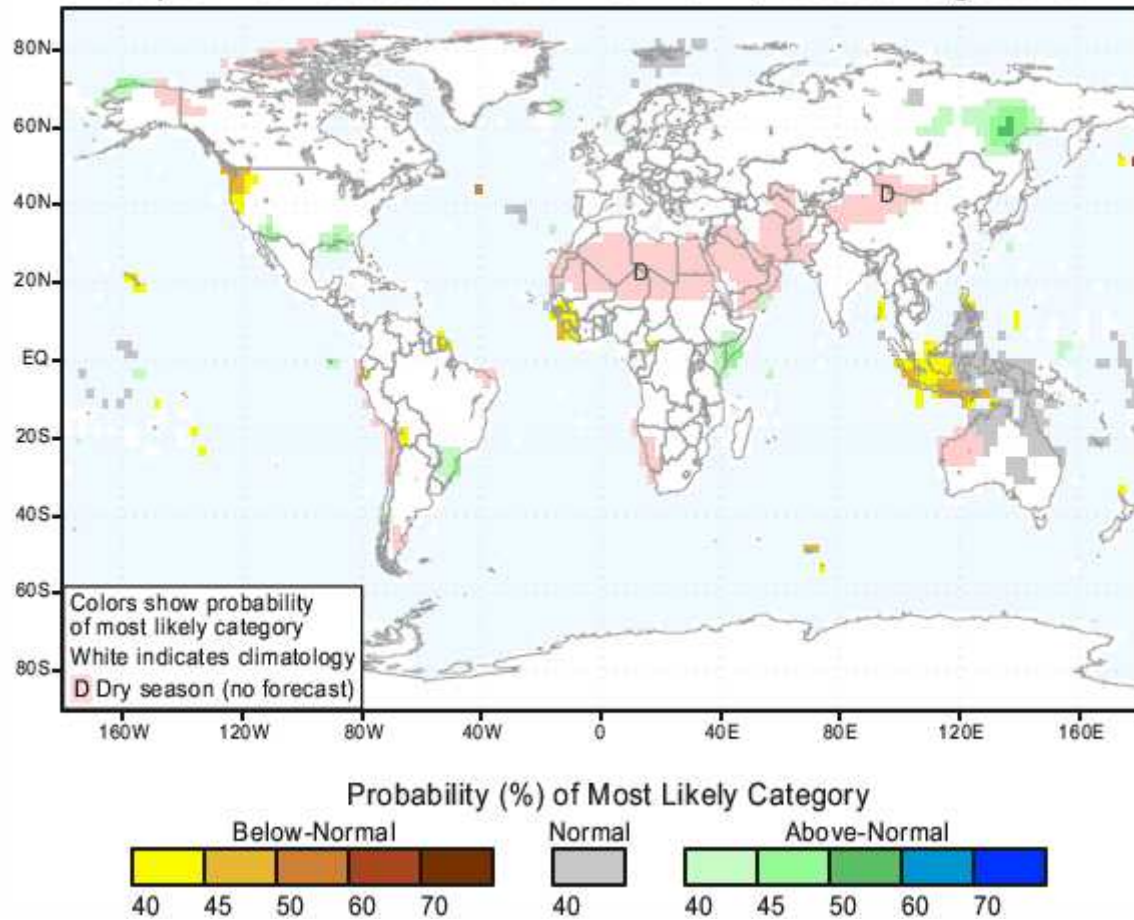 80N
60N
40N
D
D
20N
EQ
20S
40S
60S
Colors show probability
of most likely category
White indicates climatology
80S
D Dry season (no forecast)
160W 120W 80W 40W 0 40E 80E 120E 160E
Probability (%) of Most Likely Category
Below-Normal Normal Above-Normal
40 45 50 60 70 40 40 45 50 60 70